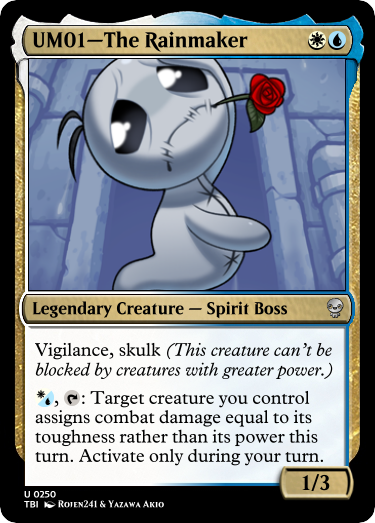 UM01—The Rainmaker
Legendary Creature — Spirit Boss
Vigilance, skulk (This creature can't be
blocked by creatures with greater power.)
, : Target creature you control
assigns combat damage equal to its
toughness rather than its power this
turn. Activate only during your turn.
1/3
U 0250
TBI Rojen241 & Yazawa Akio